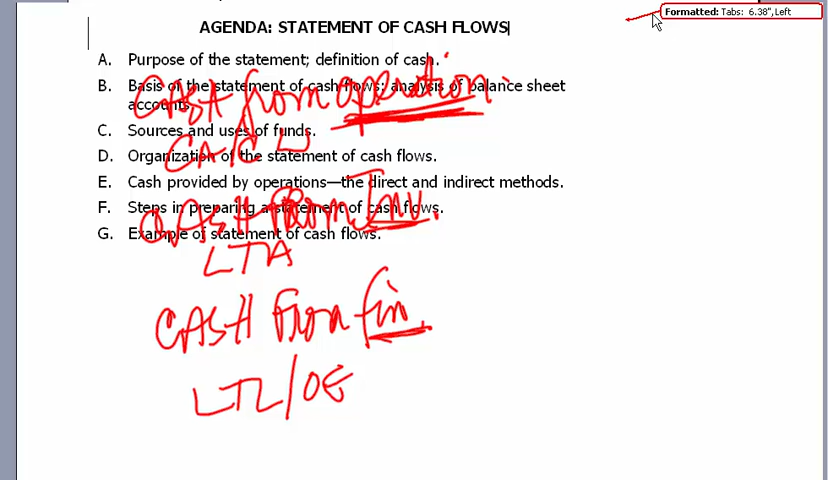 Formatted: Tabs: 6.38", Left
AGENDA: STATEMENT OF CASH FLOWS
A. Purpose of the statement; definition of cash.
B. Basis of the statement of cash flows; analysis of balance sheet
accounts.
CASH from operation
C. Sources and uses of funds.
CA/CL
D. Organization of the statement of cash flows.
E. Cash provided by operations—the direct and indirect methods.
F. Steps in preparing a statement of cash flows.
CASH from Inv.
G. Example of statement of cash flows.
LTA
CASH from fin.
LTL/OE